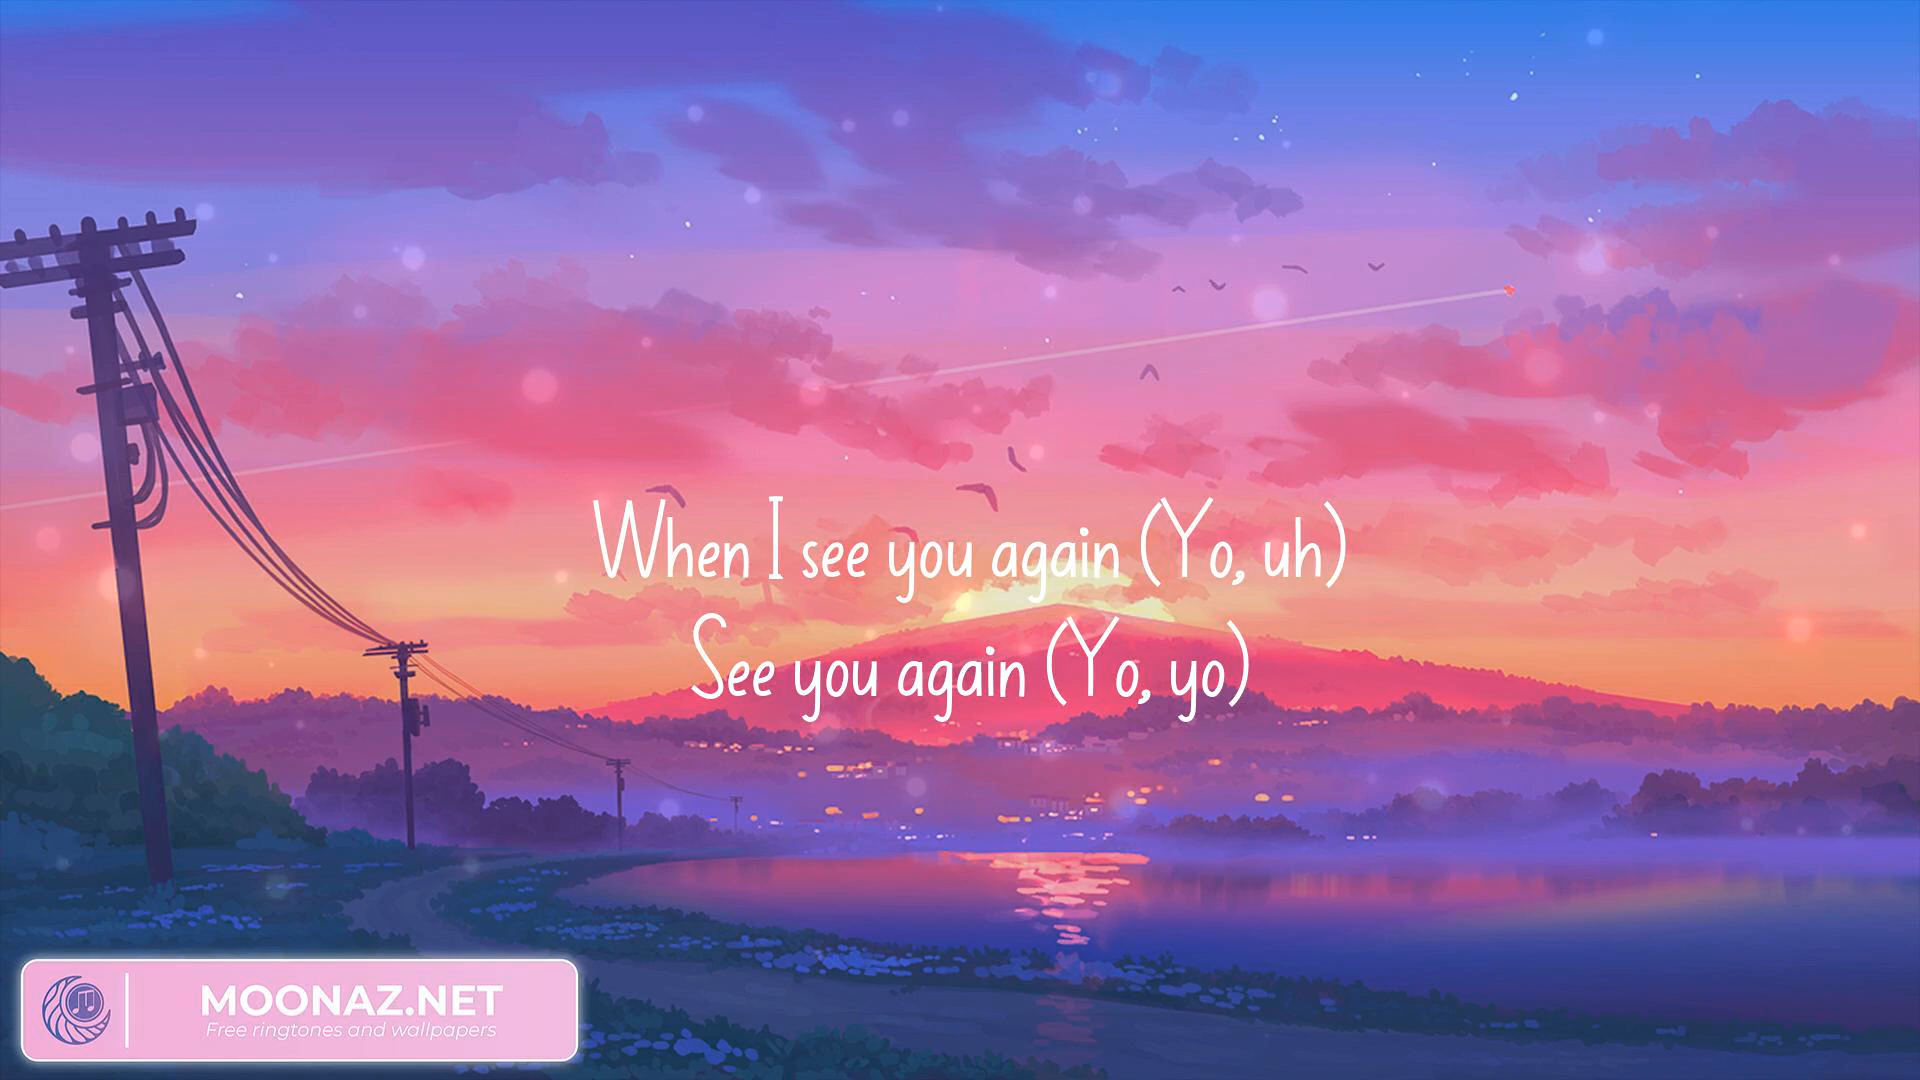 When I see you again (Yo, uh)
See you again (Yo, yo)
MOONAZ.NET
Free ringtones and wallpapers